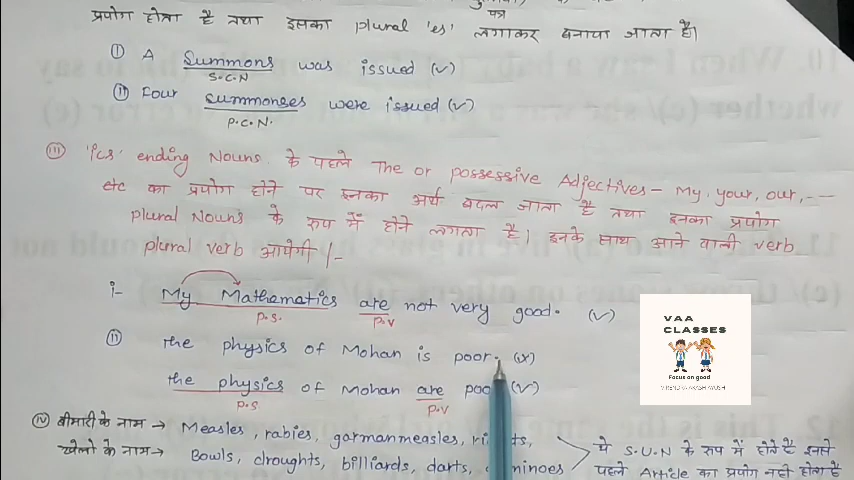 पत्र
प्रयोग होता है तथा इसका plural 'es' लगाकर बनाया जाता है।
(i) A Summons was issued (✓)
S.C.N
(ii) Four summonses were issued (✓)
P.C.N.
(iii) 'ics' ending Nouns के पहले The or possessive Adjectives – My, your, our, ---
etc का प्रयोग होने पर इनका अर्थ बदल जाता है तथा इनका प्रयोग
plural Nouns के रूप में होने लगता है। इनके साथ आने वाली verb
plural verb आयेगी/-
i- My Mathematics are not very good. (✓)
P.S. P.V
(ii) the physics of Mohan is poor. (x)
the physics of Mohan are (✓)
P.S. P.V
(iv) बीमारी के नाम → Measles, rabies, garmanmeasles,
खेलो के नाम → Bowls, droughts, billiards, darts,
ये S.U.N के रूप में होते है इनसे
पहले Article का प्रयोग नही होता है
VAA
CLASSES
Focus on good